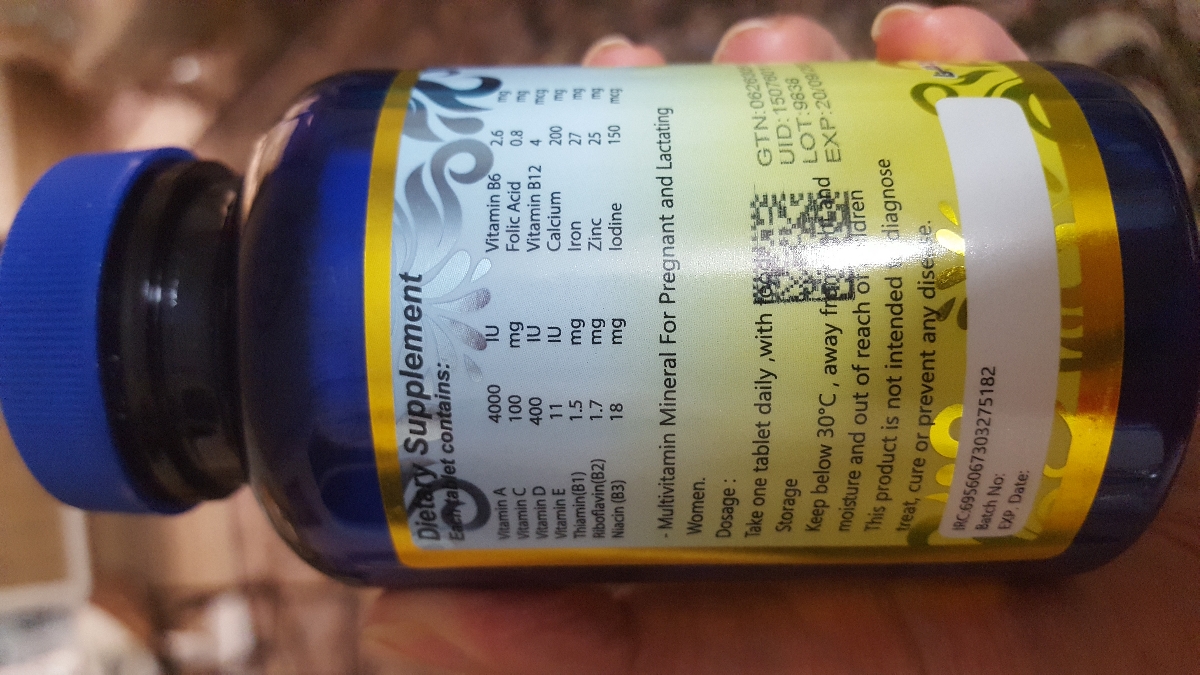 Dietary Supplement
Each tablet contains:
Vitamin A 4000 IU Vitamin B6 2.6 mg
Vitamin C 100 mg Folic Acid 0.8 mg
Vitamin D 400 IU Vitamin B12 4 mcg
Vitamin E 11 IU Calcium 200 mg
Thiamin(B1) 1.5 mg Iron 27 mg
Riboflavin(B2) 1.7 mg Zinc 25 mg
Niacin (B3) 18 mg Iodine 150 mcg
- Multivitamin Mineral For Pregnant and Lactating
Women.
Dosage :
Take one tablet daily ,with
Storage
Keep below 30°C , away from and
moisture and out of reach of
This product is not intended diagnose
treat, cure or prevent any disease.
UID:
LOT:9838
EXP:20/09/
IRC:6956067303275182
Batch No:
EXP. Date: